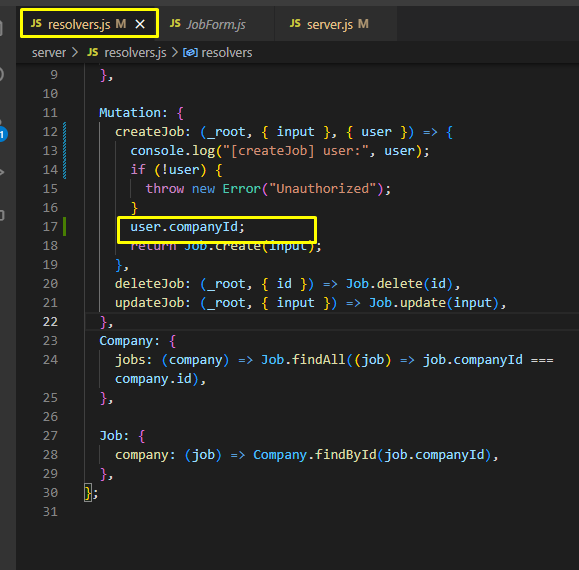 JS resolvers.js M ✕ JS JobForm.js JS server.js M
server > JS resolvers.js > resolvers
9 },
10
11 Mutation: {
12 createJob: (_root, { input }, { user }) => {
13 console.log("[createJob] user:", user);
14 if (!user) {
15 throw new Error("Unauthorized");
16 }
17 user.companyId;
18 return Job.create(input);
19 },
20 deleteJob: (_root, { id }) => Job.delete(id),
21 updateJob: (_root, { input }) => Job.update(input),
22 },
23 Company: {
24 jobs: (company) => Job.findAll((job) => job.companyId ===
company.id),
25 },
26
27 Job: {
28 company: (job) => Company.findById(job.companyId),
29 },
30 };
31